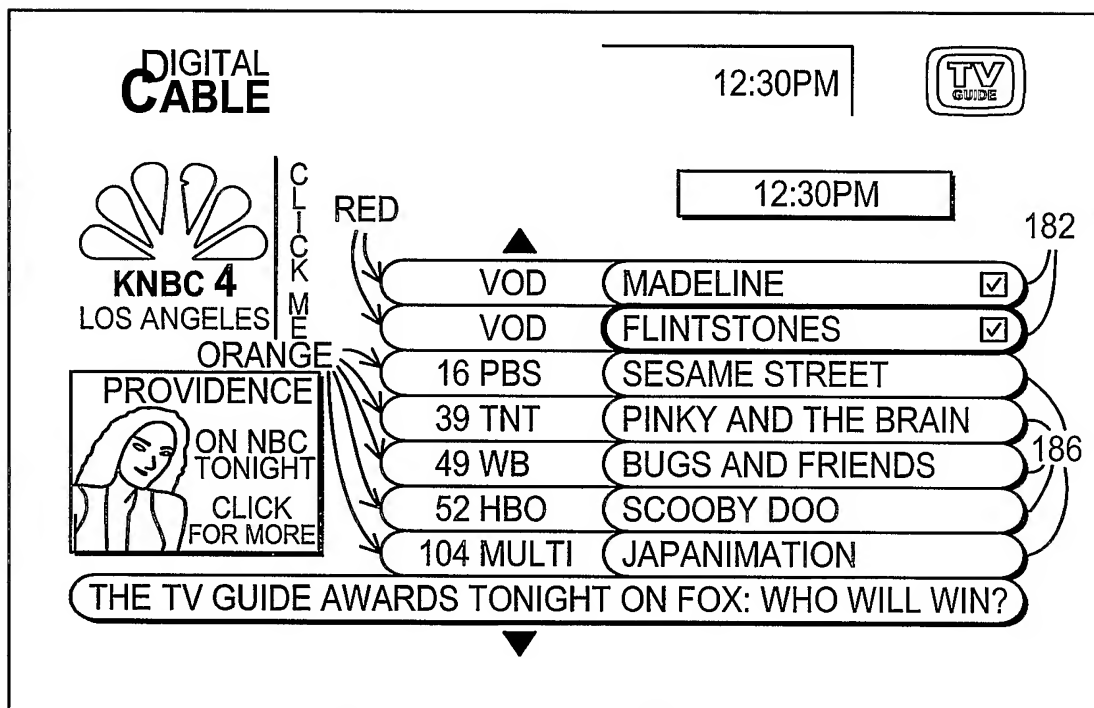 DIGITAL
CABLE
12:30PM
TV
GUIDE
CLICK ME
KNBC 4
LOS ANGELES
12:30PM
RED
182
VOD MADELINE
VOD FLINTSTONES
ORANGE
16 PBS SESAME STREET
39 TNT PINKY AND THE BRAIN
49 WB BUGS AND FRIENDS
52 HBO SCOOBY DOO
104 MULTI JAPANIMATION
186
PROVIDENCE
ON NBC
TONIGHT
CLICK
FOR MORE
THE TV GUIDE AWARDS TONIGHT ON FOX: WHO WILL WIN?